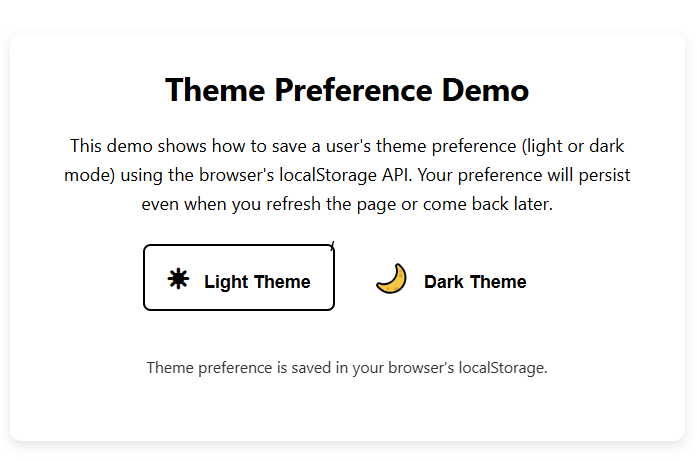 Theme Preference Demo
This demo shows how to save a user's theme preference (light or dark
mode) using the browser's localStorage API. Your preference will persist
even when you refresh the page or come back later.
Light Theme
Dark Theme
Theme preference is saved in your browser's localStorage.